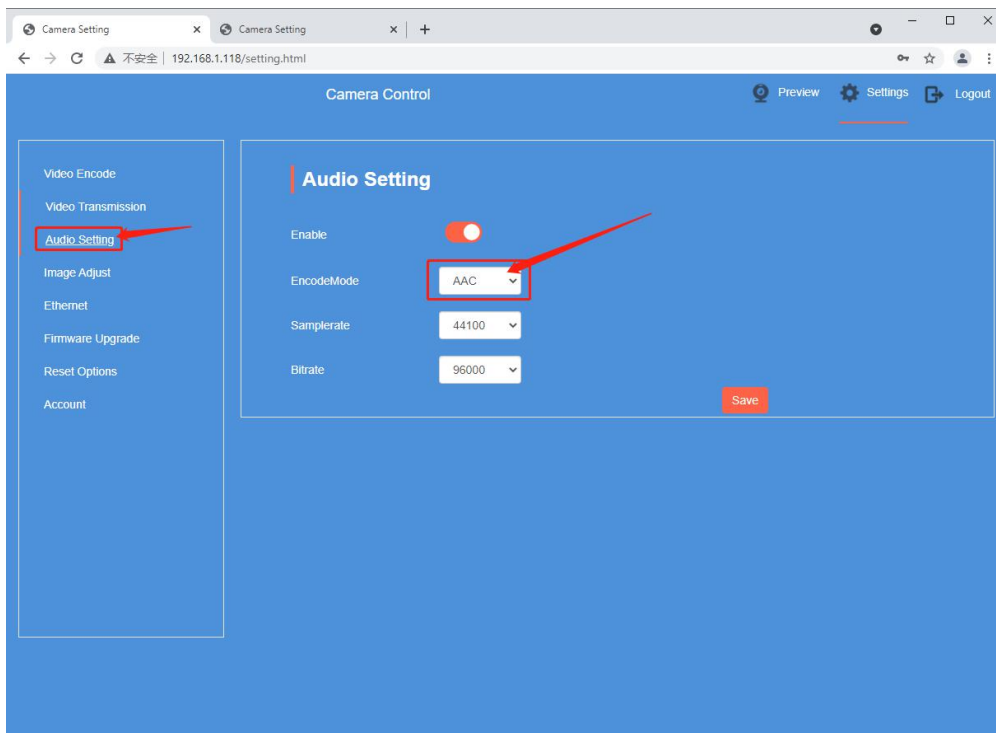 Camera Setting
Camera Setting
不安全 | 192.168.1.118/setting.html
Camera Control
Preview
Settings
Logout
Video Encode
Video Transmission
Audio Setting
Image Adjust
Ethernet
Firmware Upgrade
Reset Options
Account
Audio Setting
Enable
EncodeMode AAC
Samplerate 44100
Bitrate 96000
Save